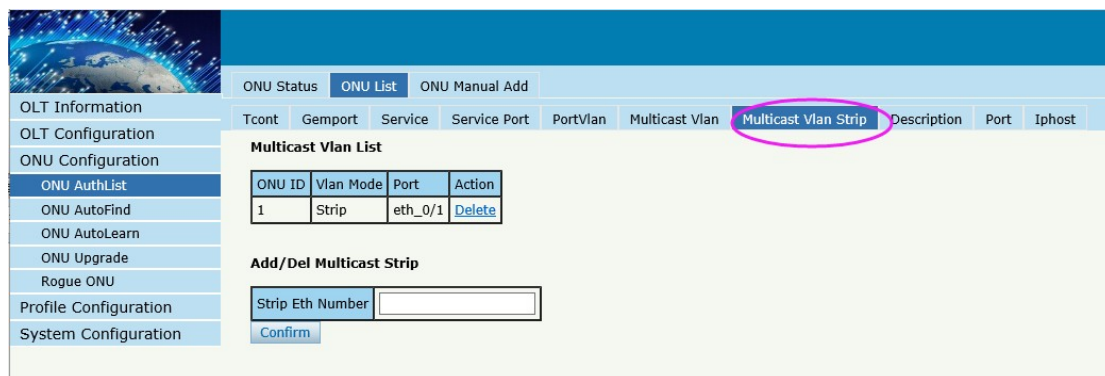 ONU Status ONU List ONU Manual Add
OLT Information
OLT Configuration
ONU Configuration
ONU AuthList
ONU AutoFind
ONU AutoLearn
ONU Upgrade
Rogue ONU
Profile Configuration
System Configuration
Tcont Gemport Service Service Port PortVlan Multicast Vlan Multicast Vlan Strip Description Port Iphost
Multicast Vlan List
ONU ID Vlan Mode Port Action
1 Strip eth_0/1 Delete
Add/Del Multicast Strip
Strip Eth Number
Confirm